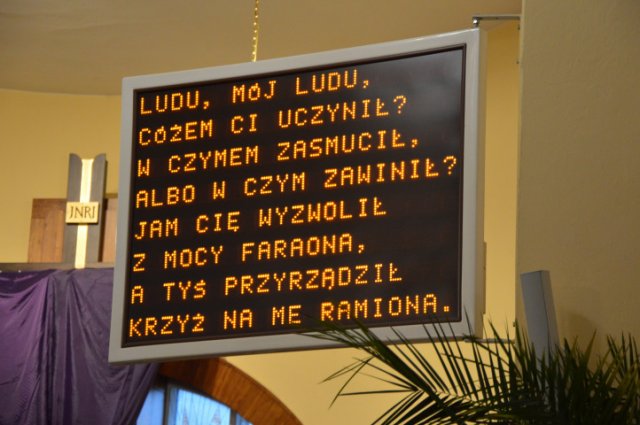 LUDU, MÓJ LUDU,
CÓŻEM CI UCZYNIŁ?
W CZYMEM ZASMUCIŁ,
ALBO W CZYM ZAWINIŁ?
JAM CIĘ WYZWOLIŁ
Z MOCY FARAONA,
A TYŚ PRZYRZĄDZIŁ
KRZYŻ NA ME RAMIONA.
JNRJ